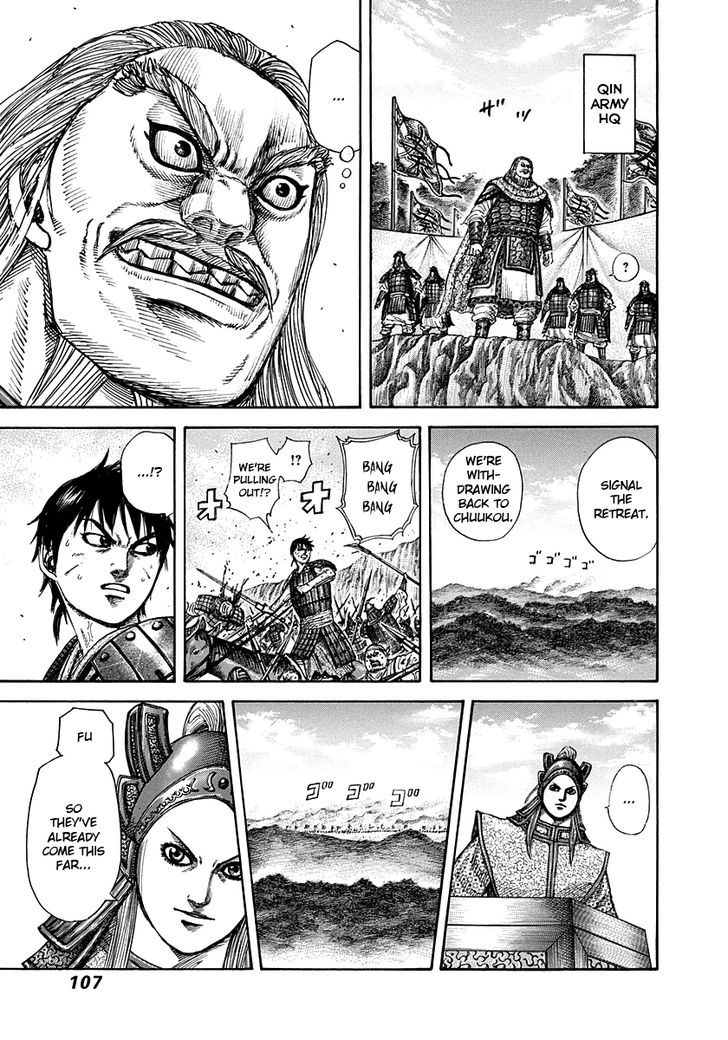 QIN
ARMY
HQ
ザ゛ッ
?
...
SIGNAL
THE
RETREAT.
WE'RE
WITH-
DRAWING
BACK TO
CHUUKOU.
ゴ゛ゴ゛ゴ゛ゴ゛
BANG
BANG
BANG
!?
WE'RE
PULLING
OUT!?
オ
オ
...!?
...
ゴ゛ゴ゛ゴ゛
FU
SO
THEY'VE
ALREADY
COME THIS
FAR...
107